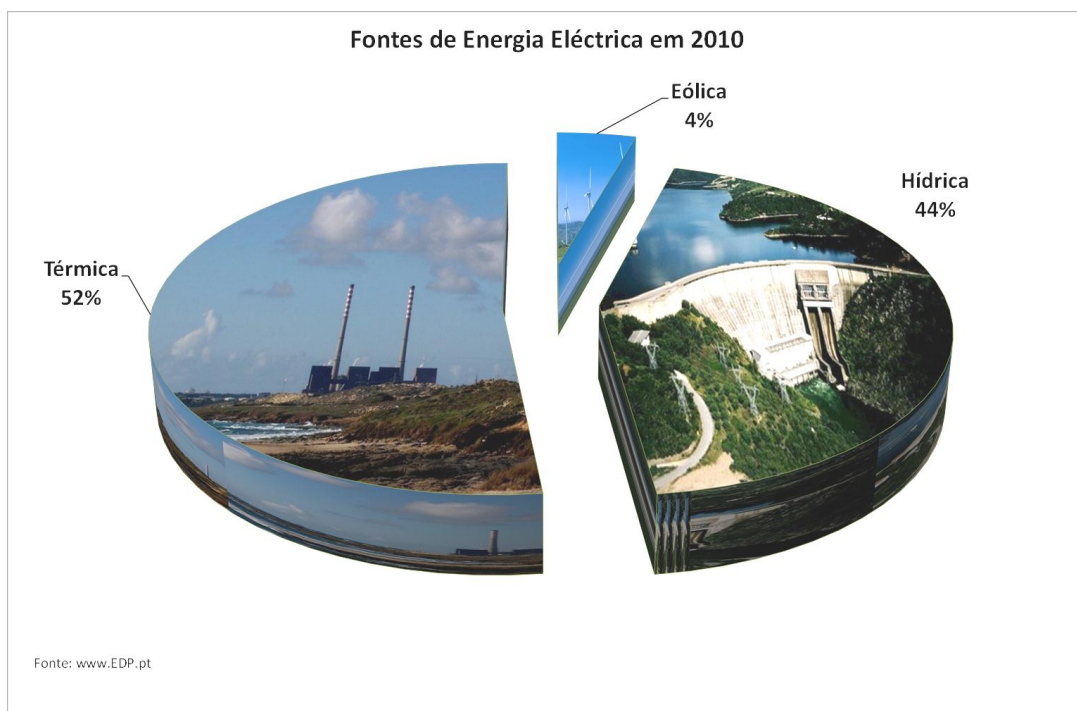 Fontes de Energia Eléctrica em 2010
Eólica
4%
Hídrica
44%
Térmica
52%
Fonte: www.EDP.pt